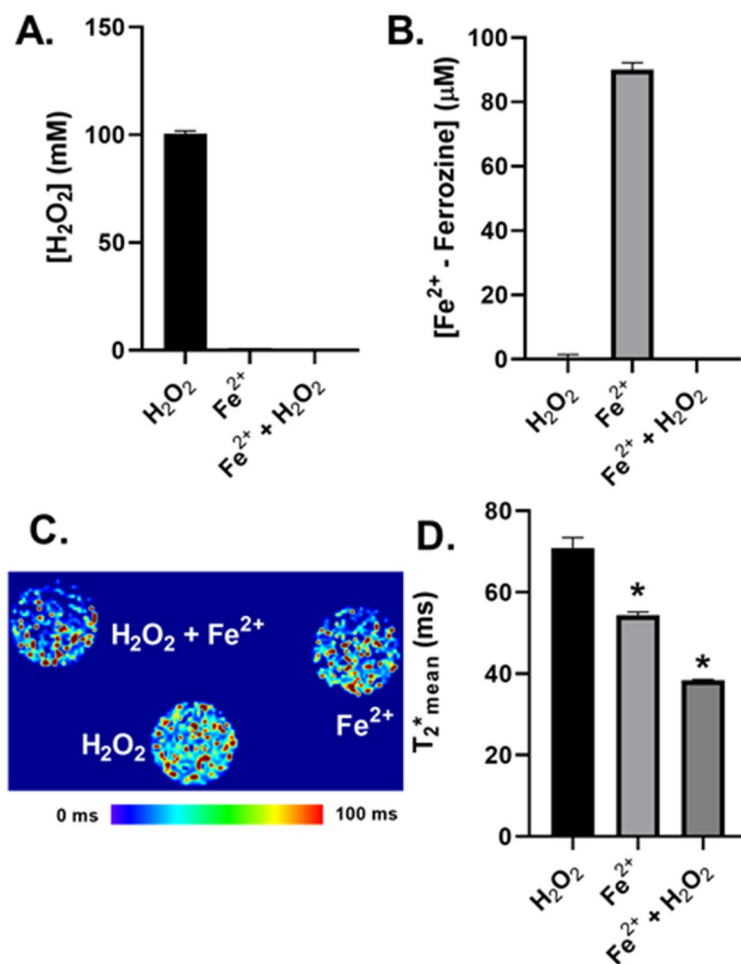 A.
[H₂O₂] (mM)
150
100
50
0
H₂O₂
Fe²⁺
Fe²⁺ + H₂O₂
B.
[Fe²⁺ - Ferrozine] (μM)
100
80
60
40
20
0
H₂O₂
Fe²⁺
Fe²⁺ + H₂O₂
C.
H₂O₂ + Fe²⁺
Fe²⁺
H₂O₂
0 ms
100 ms
D.
T₂* mean (ms)
80
60
40
20
0
*
*
H₂O₂
Fe²⁺
Fe²⁺ + H₂O₂